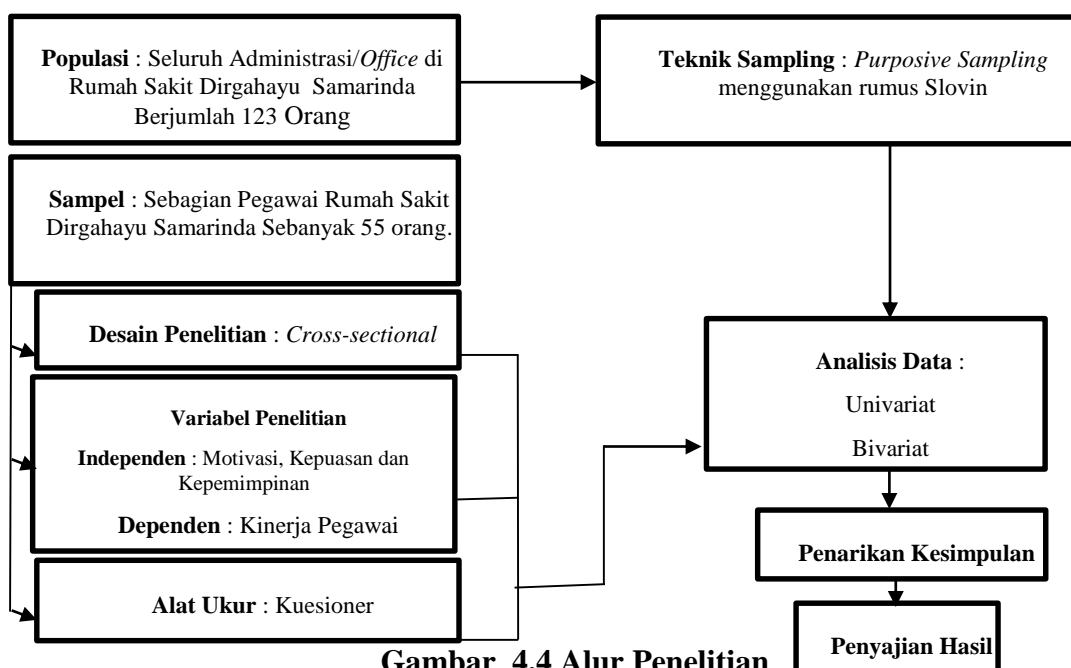 Populasi : Seluruh Administrasi/Office di
Rumah Sakit Dirgahayu Samarinda
Berjumlah 123 Orang
Teknik Sampling : Purposive Sampling
menggunakan rumus Slovin
Sampel : Sebagian Pegawai Rumah Sakit
Dirgahayu Samarinda Sebanyak 55 orang.
Desain Penelitian : Cross-sectional
Variabel Penelitian
Independen : Motivasi, Kepuasan dan
Kepemimpinan
Dependen : Kinerja Pegawai
Alat Ukur : Kuesioner
Analisis Data :
Univariat
Bivariat
Penarikan Kesimpulan
Penyajian Hasil
Gambar 4.4 Alur Penelitian